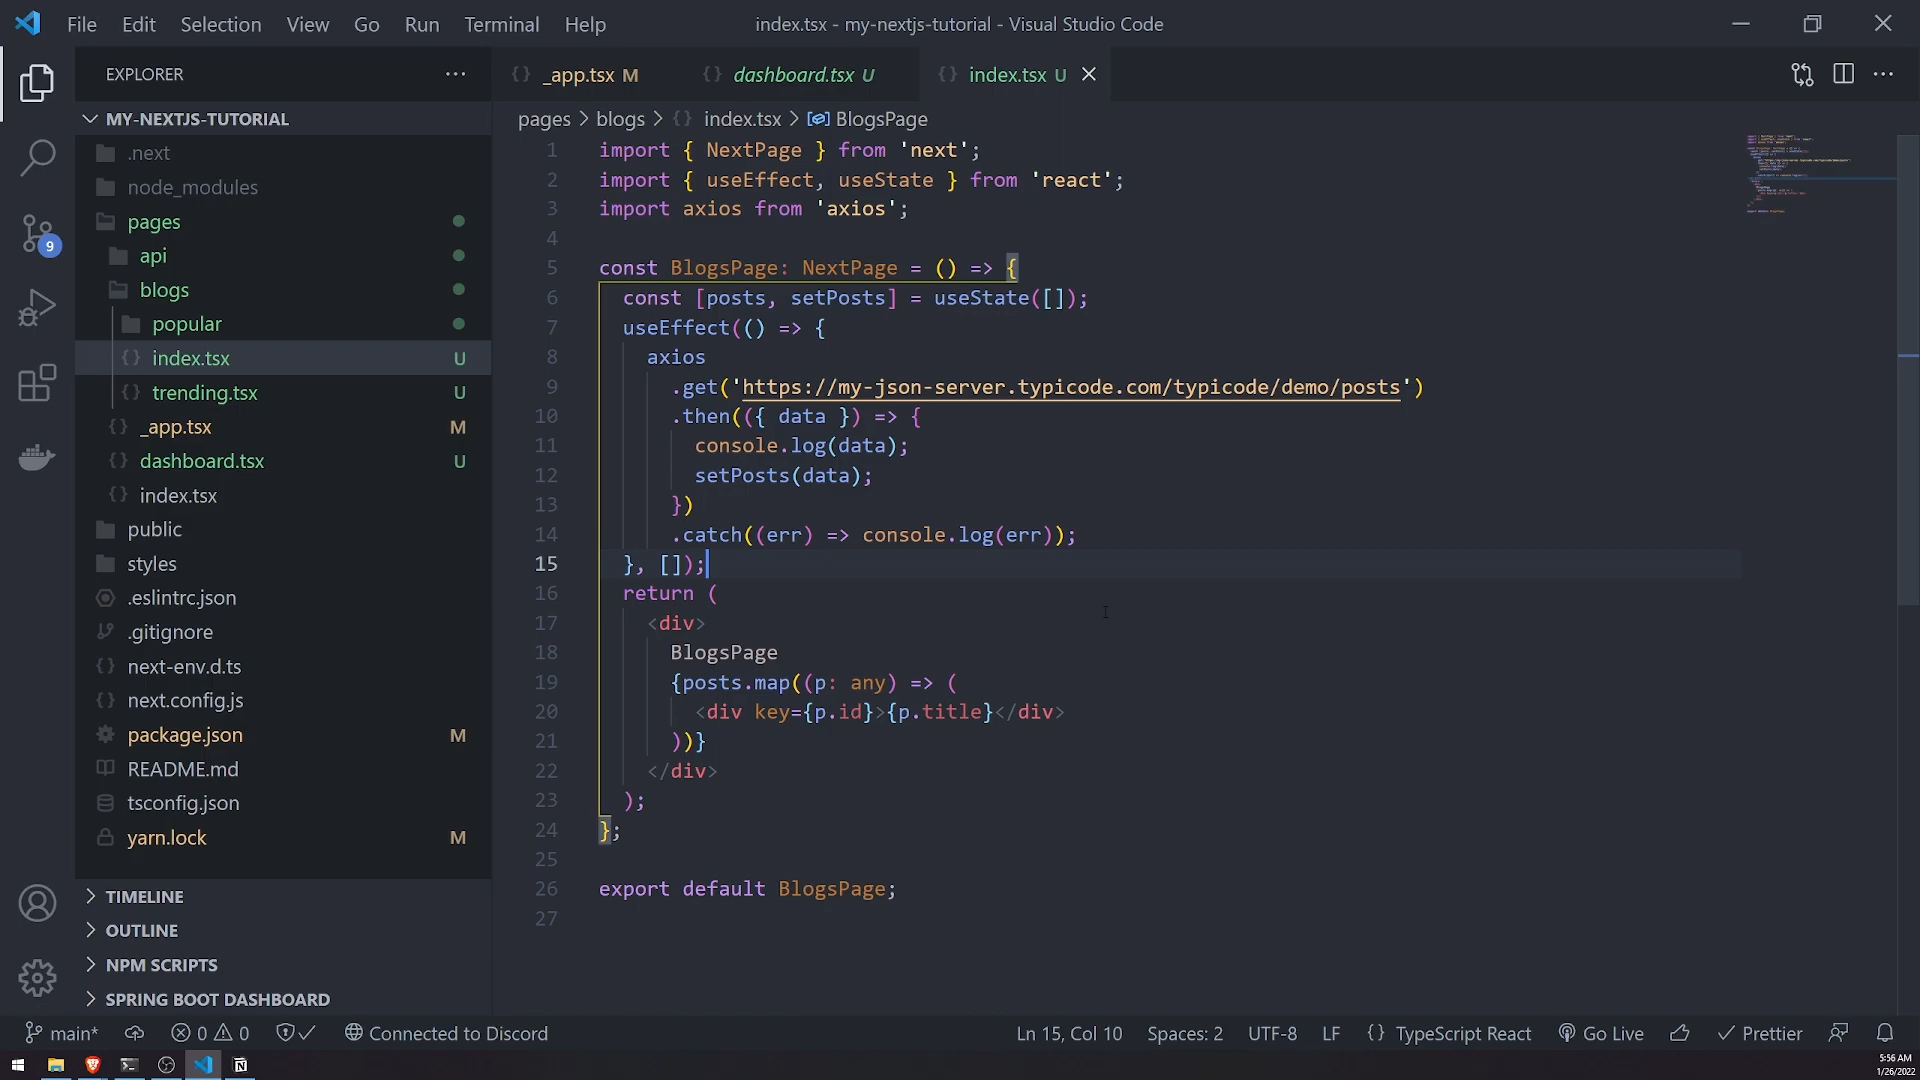 File Edit Selection View Go Run Terminal Help
index.tsx - my-nextjs-tutorial - Visual Studio Code
EXPLORER
_app.tsx M
dashboard.tsx U
index.tsx U
MY-NEXTJS-TUTORIAL
.next
node_modules
pages
api
blogs
popular
index.tsx U
trending.tsx U
_app.tsx M
dashboard.tsx U
index.tsx
public
styles
.eslintrc.json
.gitignore
next-env.d.ts
next.config.js
package.json M
README.md
tsconfig.json
yarn.lock M
TIMELINE
OUTLINE
NPM SCRIPTS
SPRING BOOT DASHBOARD
9
pages > blogs > index.tsx > BlogsPage
1 import { NextPage } from 'next';
2 import { useEffect, useState } from 'react';
3 import axios from 'axios';
4
5 const BlogsPage: NextPage = () => {
6 const [posts, setPosts] = useState([]);
7 useEffect(() => {
8 axios
9 .get('https://my-json-server.typicode.com/typicode/demo/posts')
10 .then(({ data }) => {
11 console.log(data);
12 setPosts(data);
13 })
14 .catch((err) => console.log(err));
15 }, []);
16 return (
17 <div>
18 BlogsPage
19 {posts.map((p: any) => (
20 <div key={p.id}>{p.title}</div>
21 ))}
22 </div>
23 );
24 };
25
26 export default BlogsPage;
27
main* 0 0 Connected to Discord
Ln 15, Col 10 Spaces: 2 UTF-8 LF {} TypeScript React Go Live Prettier
5:56 AM
1/26/2022